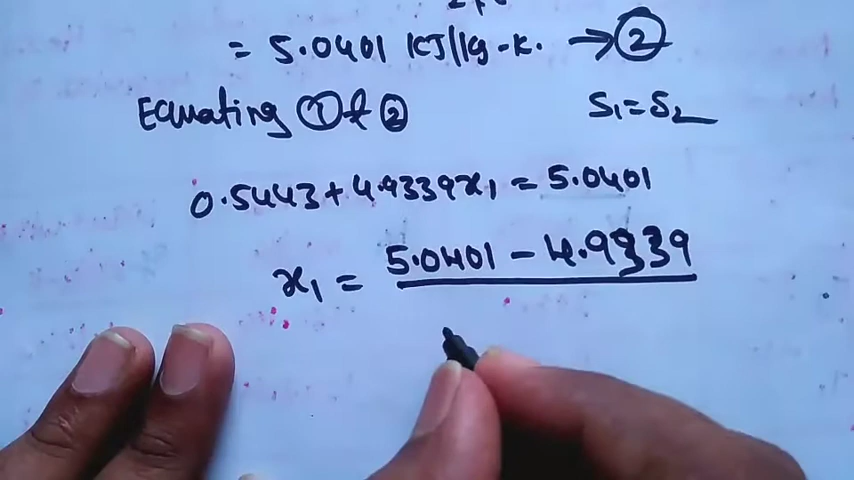 = 5.0401 KJ/kg-K. → ②
Equating ① & ② S₁=S₂
0.5443+4.9339x₁ = 5.0401
x₁ = 5.0401 - 4.9339